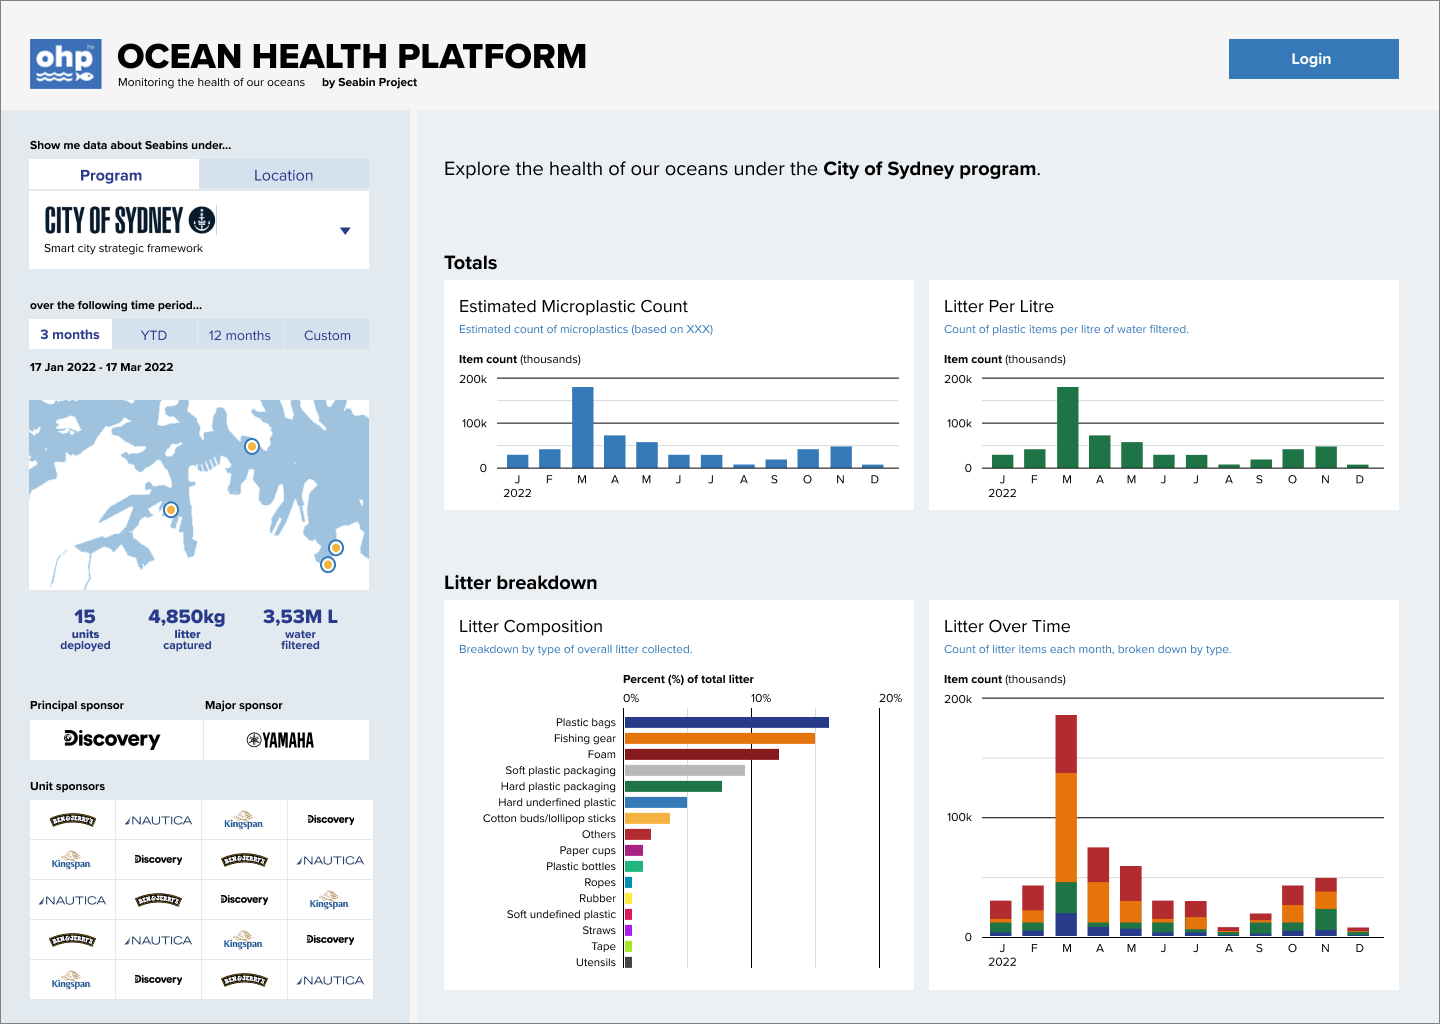 ohp™
OCEAN HEALTH PLATFORM
Monitoring the health of our oceans by Seabin Project
Login
Show me data about Seabins under...
Program Location
CITY OF SYDNEY
Smart city strategic framework
over the following time period...
3 months YTD 12 months Custom
17 Jan 2022 - 17 Mar 2022
15 4,850kg 3,53M L
units litter water
deployed captured filtered
Principal sponsor Major sponsor
Discovery YAMAHA
Unit sponsors
BEN & JERRY'S NAUTICA Kingspan. Discovery
Kingspan. Discovery BEN & JERRY'S NAUTICA
NAUTICA BEN & JERRY'S Discovery Kingspan.
BEN & JERRY'S NAUTICA Kingspan. Discovery
Kingspan. Discovery BEN & JERRY'S NAUTICA
Explore the health of our oceans under the City of Sydney program.
Totals
Estimated Microplastic Count
Estimated count of microplastics (based on XXX)
Item count (thousands)
200k
100k
0
J F M A M J J A S O N D
2022
Litter Per Litre
Count of plastic items per litre of water filtered.
Item count (thousands)
200k
100k
0
J F M A M J J A S O N D
2022
Litter breakdown
Litter Composition
Breakdown by type of overall litter collected.
Percent (%) of total litter
0% 10% 20%
Plastic bags
Fishing gear
Foam
Soft plastic packaging
Hard plastic packaging
Hard underfined plastic
Cotton buds/lollipop sticks
Others
Paper cups
Plastic bottles
Ropes
Rubber
Soft undefined plastic
Straws
Tape
Utensils
Litter Over Time
Count of litter items each month, broken down by type.
Item count (thousands)
200k
100k
0
J F M A M J J A S O N D
2022